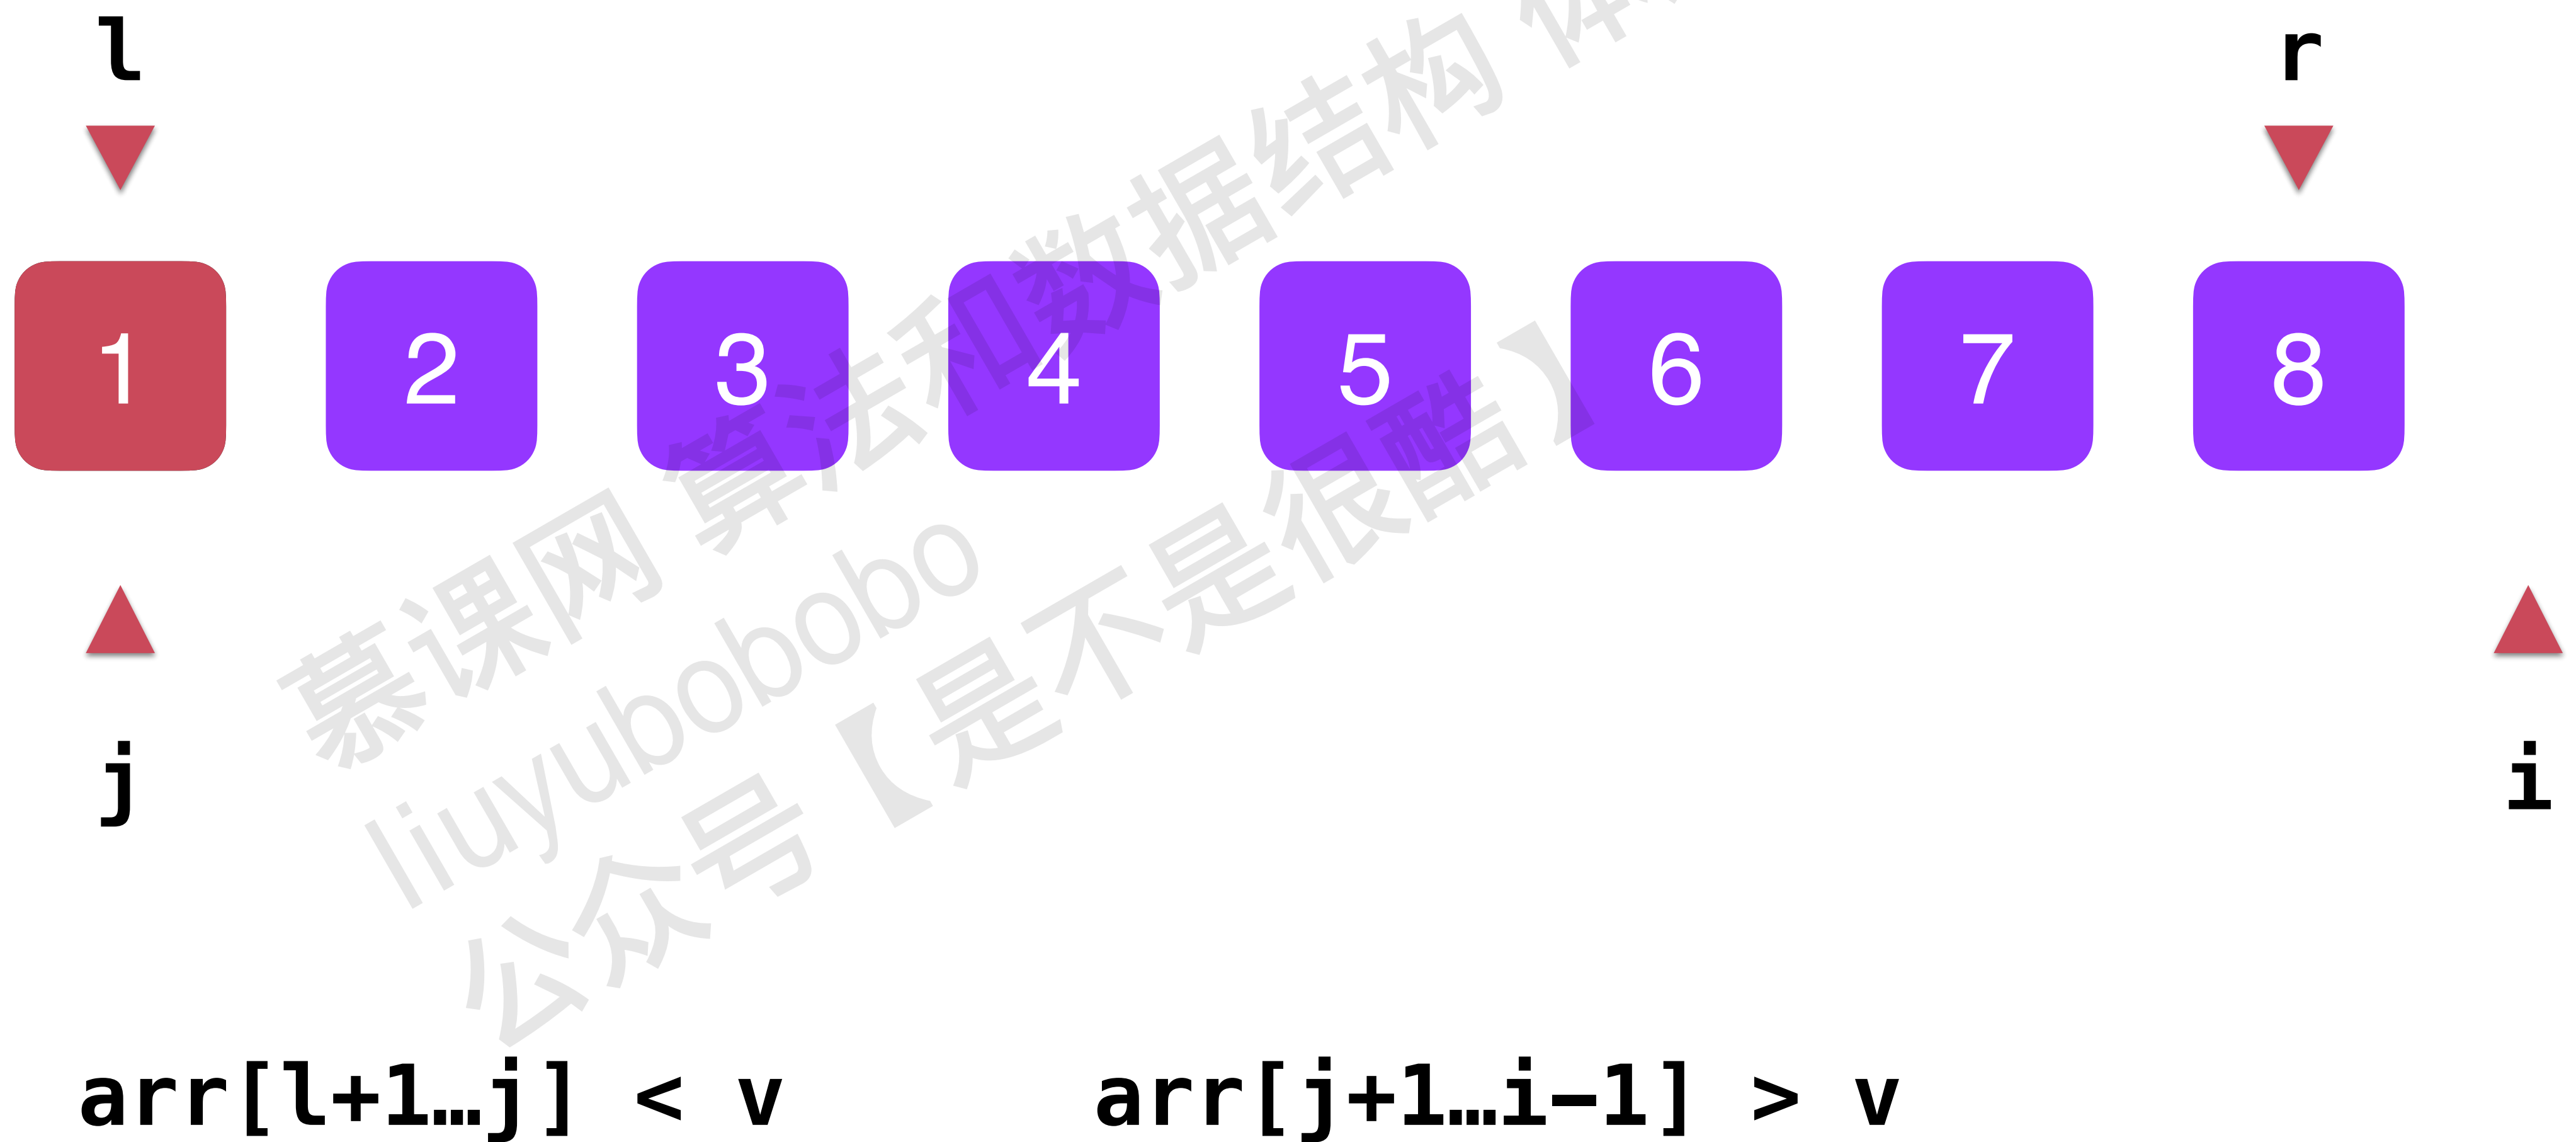 l r
1 2 3 4 5 6 7 8
j i
arr[l+1…j] < v arr[j+1…i-1] > v
慕课网 算法和数据结构
liuyubobobo
公众号【是不是很酷】